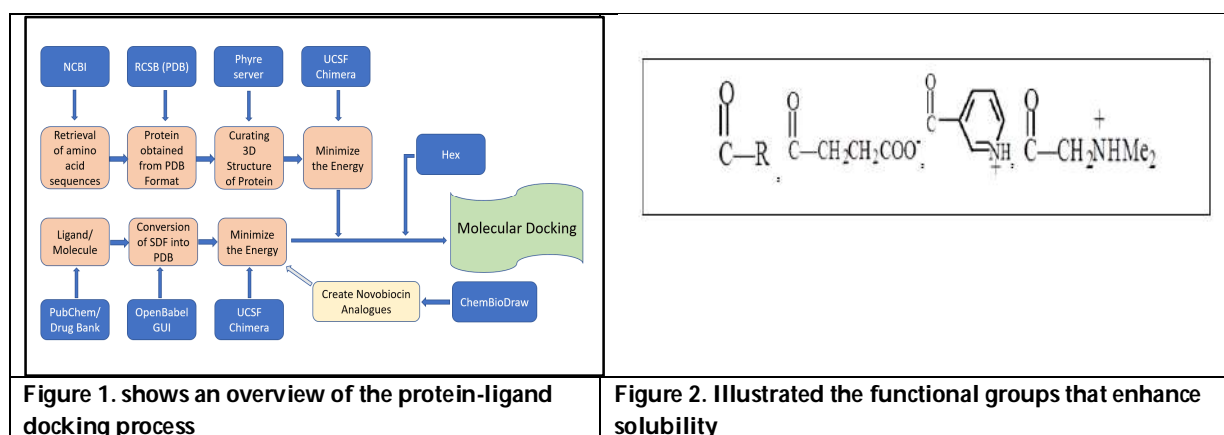 NCBI
RCSB (PDB)
Phyre
server
UCSF
Chimera
Retrieval
of amino
acid
sequences
Protein
obtained
from PDB
Format
Curating
3D
Structure
of Protein
Minimize
the Energy
Hex
Ligand/
Molecule
Conversion
of SDF into
PDB
Minimize
the Energy
Molecular Docking
PubChem/
Drug Bank
OpenBabel
GUI
UCSF
Chimera
Create Novobiocin
Analogues
ChemBioDraw
O
C—R ,
O
C—CH₂CH₂COO⁻,
O
C
NH
+
,
O
C—CH₂NHMe₂
+
Figure 1. shows an overview of the protein-ligand
docking process
Figure 2. Illustrated the functional groups that enhance
solubility